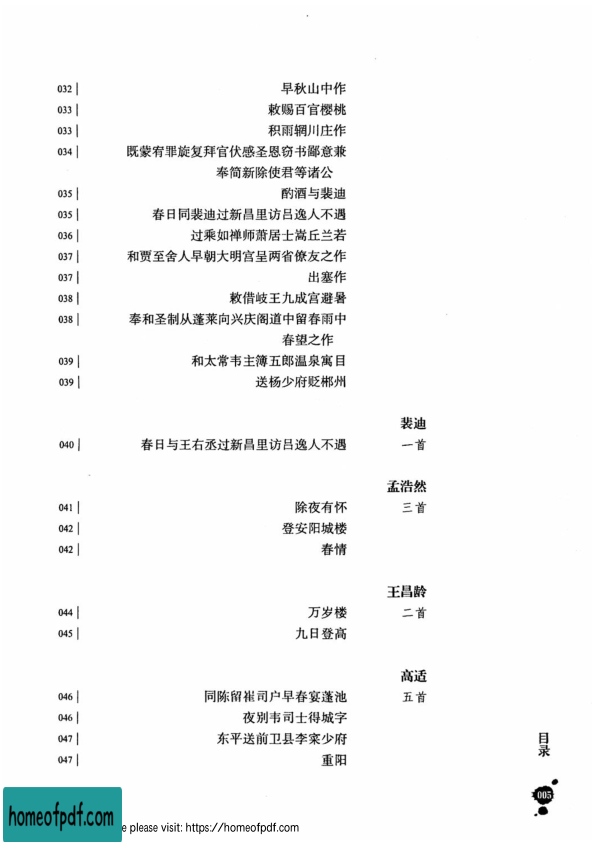 032 | 早秋山中作
033 | 敕赐百官樱桃
033 | 积雨辋川庄作
034 | 既蒙宥罪旋复拜官伏感圣恩窃书鄙意兼
奉简新除使君等诸公
035 | 酌酒与裴迪
035 | 春日同裴迪过新昌里访吕逸人不遇
036 | 过乘如禅师萧居士嵩丘兰若
037 | 和贾至舍人早朝大明宫呈两省僚友之作
037 | 出塞作
038 | 敕借岐王九成宫避暑
038 | 奉和圣制从蓬莱向兴庆阁道中留春雨中
春望之作
039 | 和太常韦主簿五郎温泉寓目
039 | 送杨少府贬郴州
裴迪
040 | 春日与王右丞过新昌里访吕逸人不遇 一首
孟浩然
041 | 除夜有怀 三首
042 | 登安阳城楼
042 | 春情
王昌龄
044 | 万岁楼 二首
045 | 九日登高
高适
046 | 同陈留崔司户早春宴蓬池 五首
046 | 夜别韦司士得城字
047 | 东平送前卫县李寀少府
047 | 重阳
目录
005
homeofpdf.com
e please visit: https://homeofpdf.com